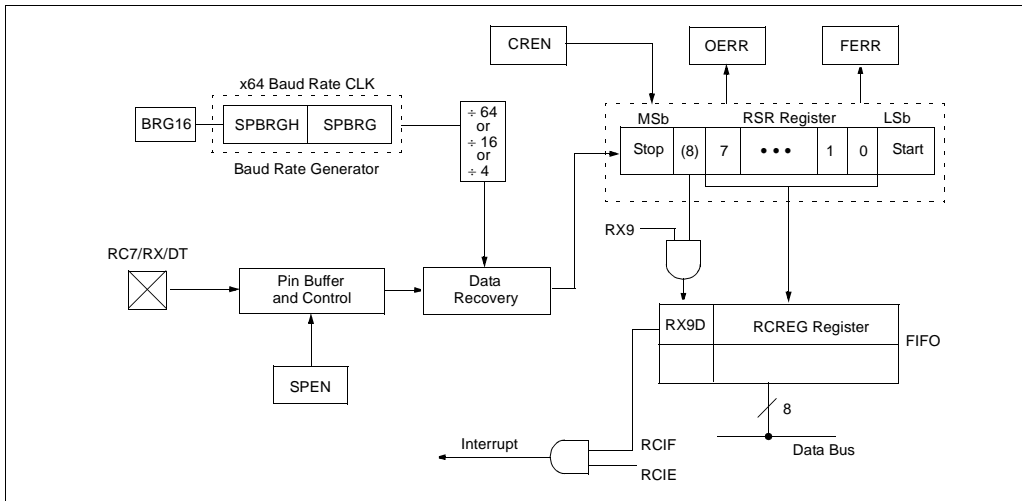 CREN
OERR
FERR
x64 Baud Rate CLK
BRG16
SPBRGH
SPBRG
Baud Rate Generator
÷ 64
or
÷ 16
or
÷ 4
MSb
RSR Register
LSb
Stop
(8)
7
• • •
1
0
Start
RX9
RC7/RX/DT
Pin Buffer
and Control
Data
Recovery
SPEN
RX9D
RCREG Register
FIFO
8
Data Bus
Interrupt
RCIF
RCIE